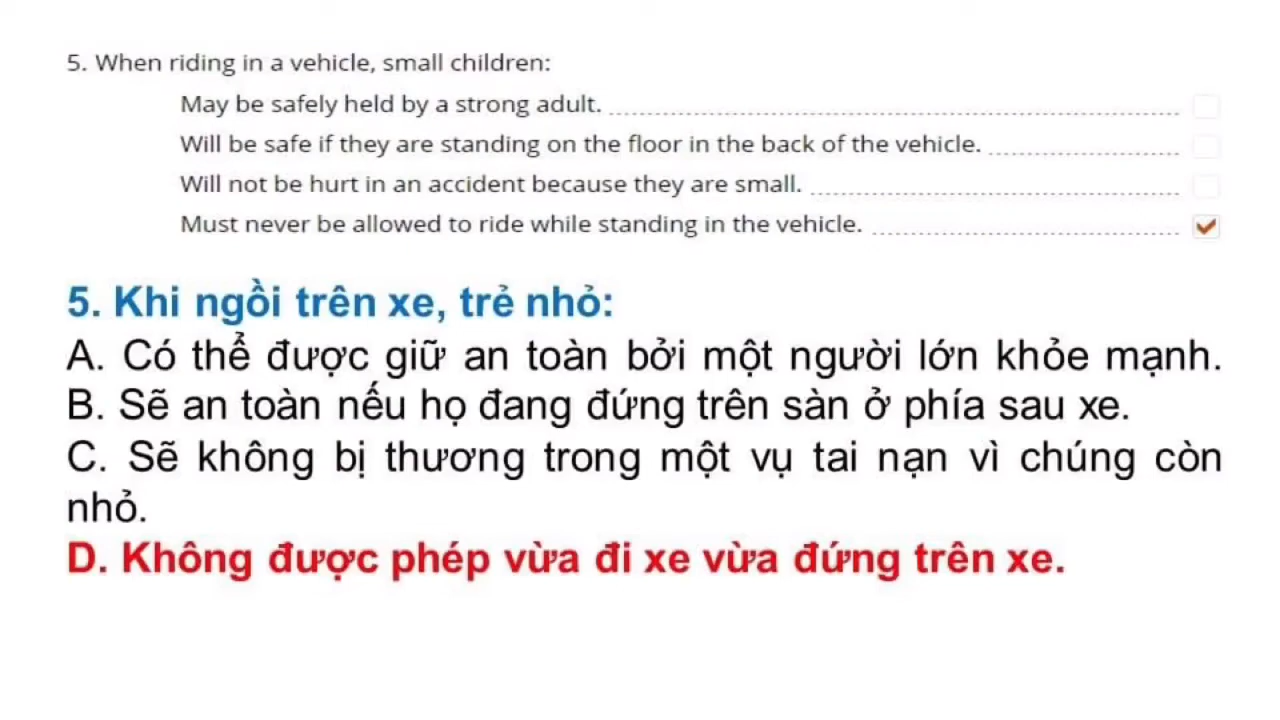 5. When riding in a vehicle, small children:
May be safely held by a strong adult.
Will be safe if they are standing on the floor in the back of the vehicle.
Will not be hurt in an accident because they are small.
Must never be allowed to ride while standing in the vehicle.
5. Khi ngồi trên xe, trẻ nhỏ:
A. Có thể được giữ an toàn bởi một người lớn khỏe mạnh.
B. Sẽ an toàn nếu họ đang đứng trên sàn ở phía sau xe.
C. Sẽ không bị thương trong một vụ tai nạn vì chúng còn
nhỏ.
D. Không được phép vừa đi xe vừa đứng trên xe.